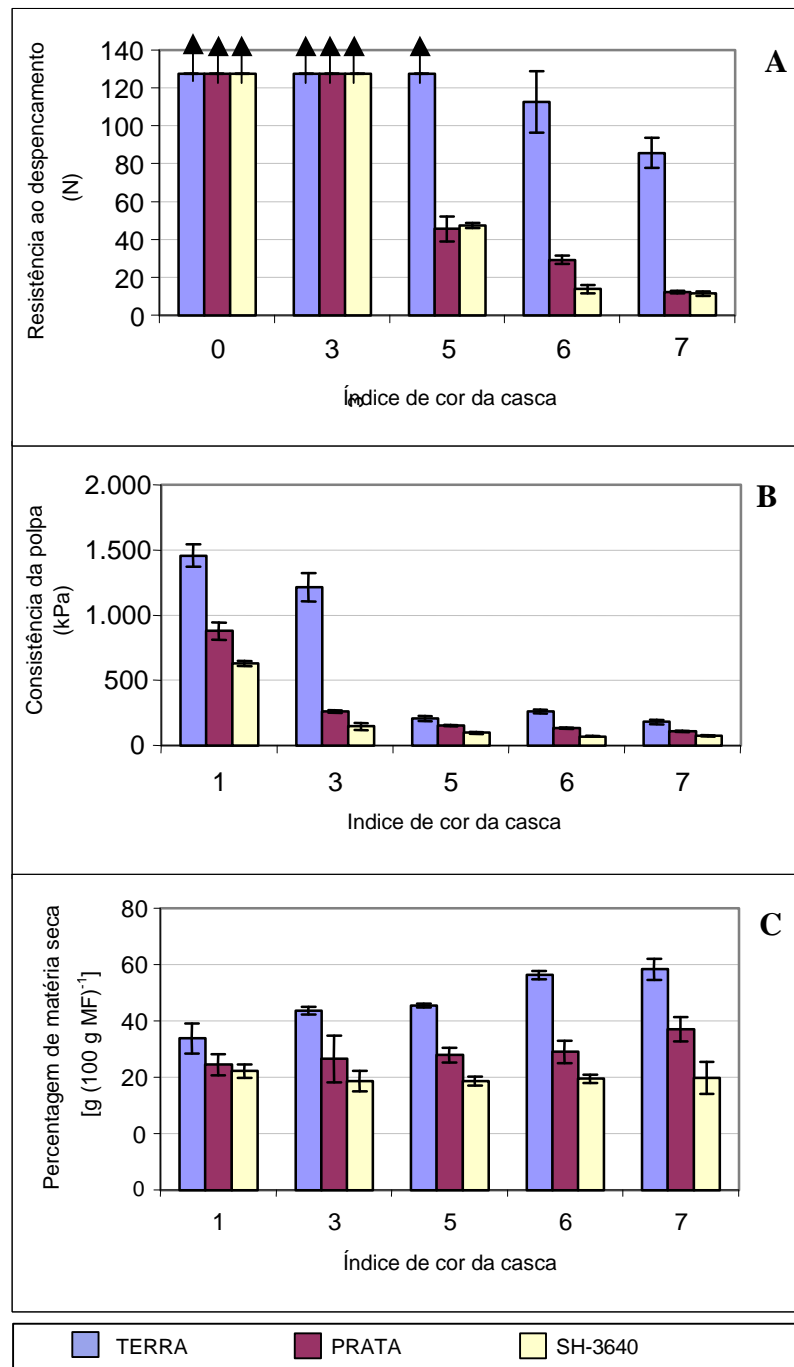 A
Resistência ao despencamento
(N)
140
120
100
80
60
40
20
0
0 3 5 6 7
Índice de cor da casca
3
B
Consistência da polpa
(kPa)
2.000
1.500
1.000
500
0
1 3 5 6 7
Indice de cor da casca
C
Percentagem de matéria seca
[g (100 g MF)-1]
80
60
40
20
0
0
1 3 5 6 7
Índice de cor da casca
TERRA PRATA SH-3640